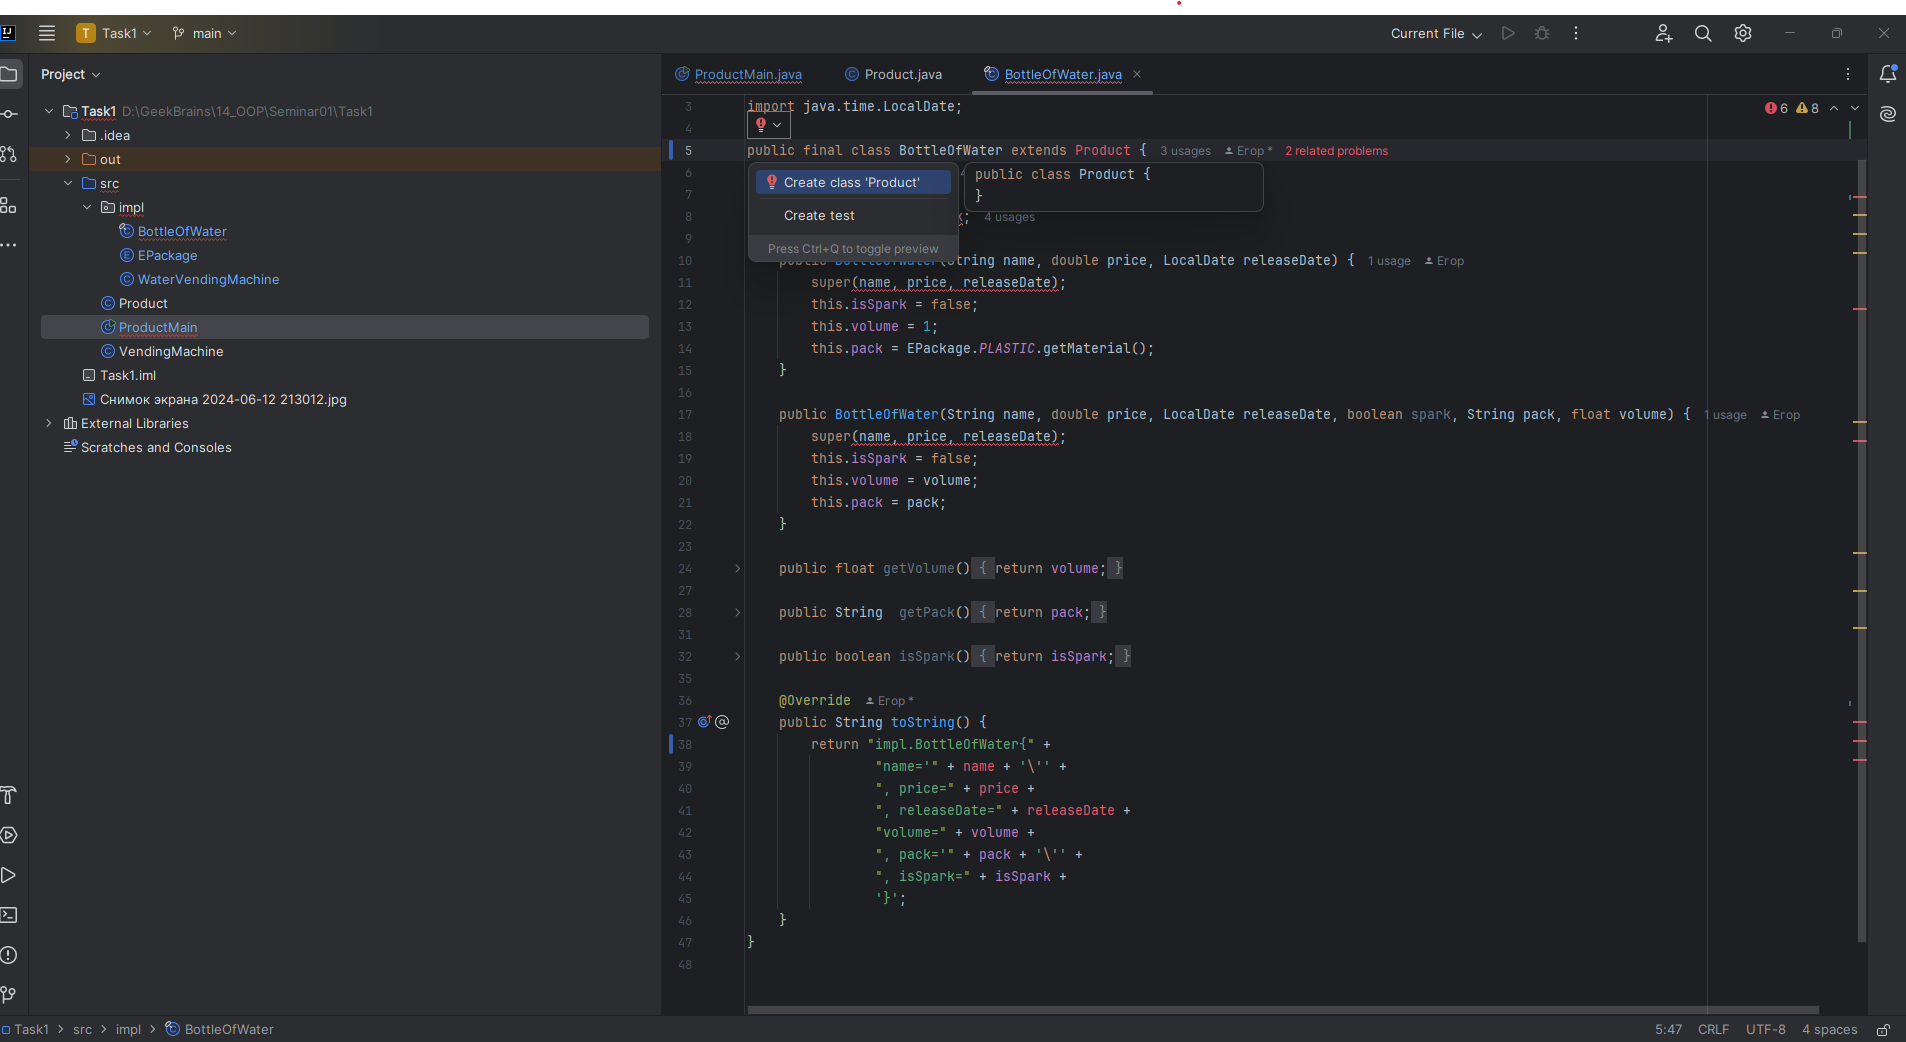 IJ
T Task1 main Current File
Project
ProductMain.java Product.java BottleOfWater.java
Task1 D:\GeekBrains\14_OOP\Seminar01\Task1
.idea
out
src
impl
BottleOfWater
EPackage
WaterVendingMachine
Product
ProductMain
VendingMachine
Task1.iml
Снимок экрана 2024-06-12 213012.jpg
External Libraries
Scratches and Consoles
6 8
3 import java.time.LocalDate;
4
5 public final class BottleOfWater extends Product { 3 usages Егор * 2 related problems
6
7
8 ; 4 usages
9
Create class 'Product'
Create test
Press Ctrl+Q to toggle preview
public class Product {
}
10 public BottleOfWater(String name, double price, LocalDate releaseDate) { 1 usage Егор
11 super(name, price, releaseDate);
12 this.isSpark = false;
13 this.volume = 1;
14 this.pack = EPackage.PLASTIC.getMaterial();
15 }
16
17 public BottleOfWater(String name, double price, LocalDate releaseDate, boolean spark, String pack, float volume) { 1 usage Егор
18 super(name, price, releaseDate);
19 this.isSpark = false;
20 this.volume = volume;
21 this.pack = pack;
22 }
23
24 public float getVolume() { return volume; }
27
28 public String  getPack() { return pack; }
31
32 public boolean isSpark() { return isSpark; }
35
36 @Override Егор *
37 public String toString() {
38 return "impl.BottleOfWater{" +
39 "name='" + name + '\'' +
40 ", price=" + price +
41 ", releaseDate=" + releaseDate +
42 "volume=" + volume +
43 ", pack='" + pack + '\'' +
44 ", isSpark=" + isSpark +
45 '}';
46 }
47 }
48
Task1 > src > impl > BottleOfWater 5:47 CRLF UTF-8 4 spaces